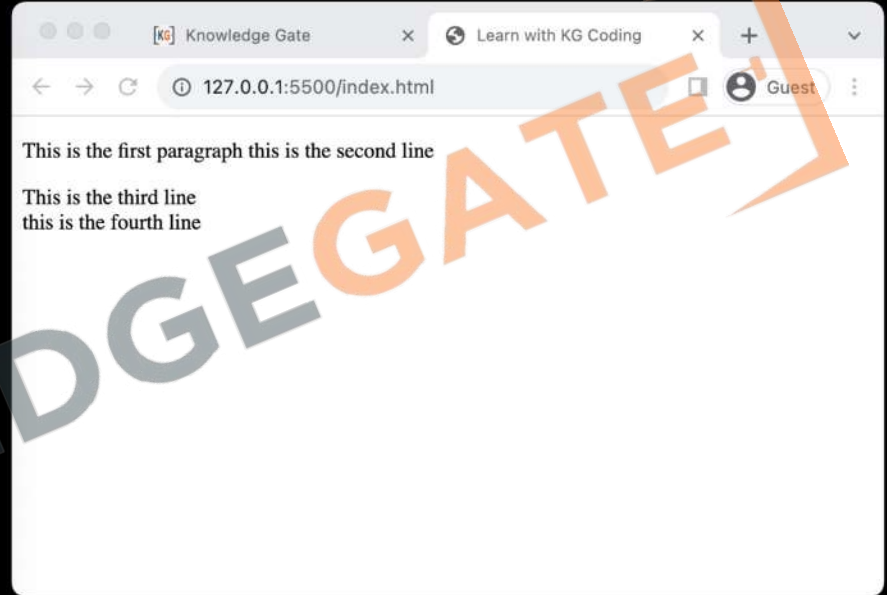 [KG] Knowledge Gate
Learn with KG Coding
127.0.0.1:5500/index.html
Guest
This is the first paragraph this is the second line
This is the third line
this is the fourth line
DGEGATE